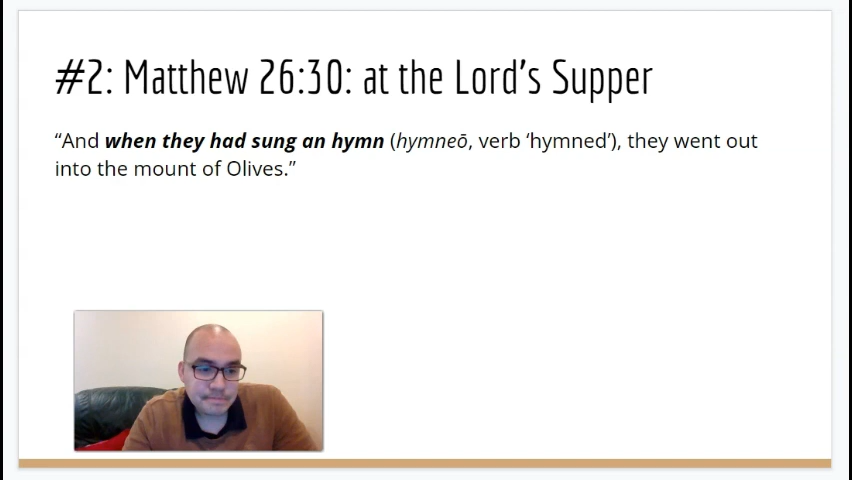 #2: Matthew 26:30: at the Lord’s Supper
“And when they had sung an hymn (hymneō, verb ‘hymned’), they went out
into the mount of Olives.”